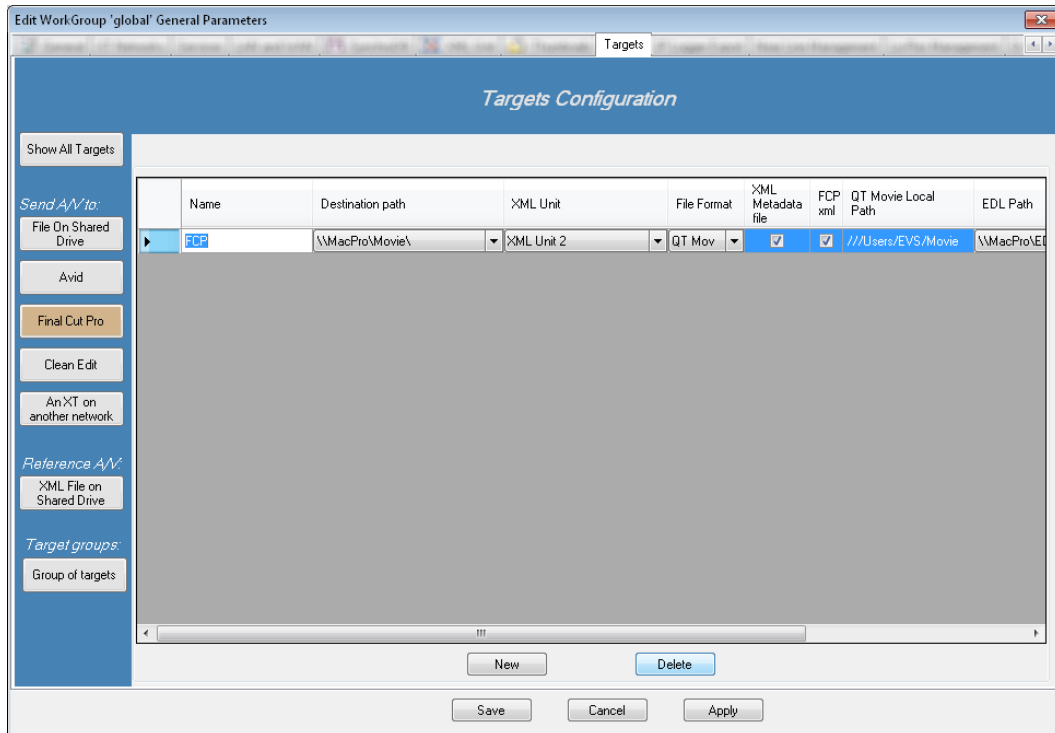 Edit WorkGroup 'global' General Parameters
Targets
Targets Configuration
Show All Targets
Send A/V to:
File On Shared
Drive
Avid
Final Cut Pro
Clean Edit
An XT on
another network
Reference A/V:
XML File on
Shared Drive
Target groups:
Group of targets
Name
Destination path
XML Unit
File Format
XML
Metadata
file
FCP
xml
QT Movie Local
Path
EDL Path
FCP
\\MacPro\Movie\
XML Unit 2
QT Mov
///Users/EVS/Movie
\\MacPro\ED
New
Delete
Save
Cancel
Apply